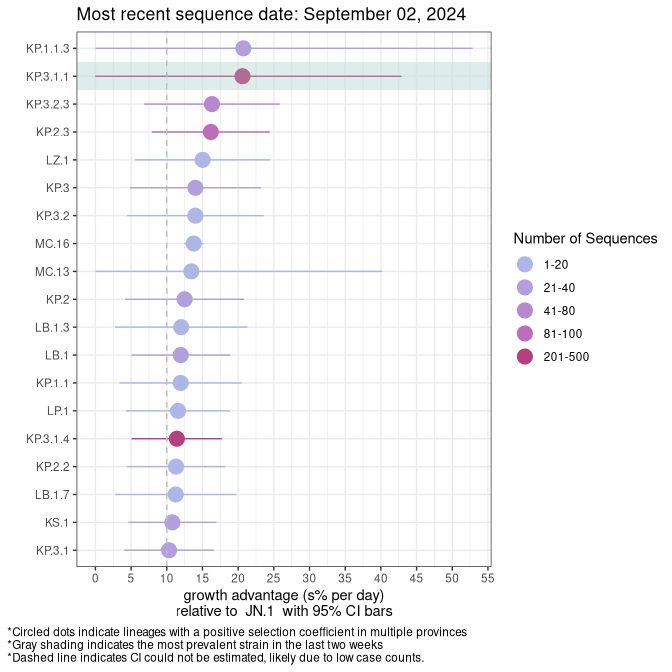 Most recent sequence date: September 02, 2024
KP.1.1.3
KP.3.1.1
KP.3.2.3
KP.2.3
LZ.1
KP.3
KP.3.2
MC.16
MC.13
KP.2
LB.1.3
LB.1
KP.1.1
LP.1
KP.3.1.4
KP.2.2
LB.1.7
KS.1
KP.3.1
0 5 10 15 20 25 30 35 40 45 50 55
growth advantage (s% per day)
relative to JN.1 with 95% CI bars
Number of Sequences
1-20
21-40
41-80
81-100
201-500
*Circled dots indicate lineages with a positive selection coefficient in multiple provinces
*Gray shading indicates the most prevalent strain in the last two weeks
*Dashed line indicates CI could not be estimated, likely due to low case counts.